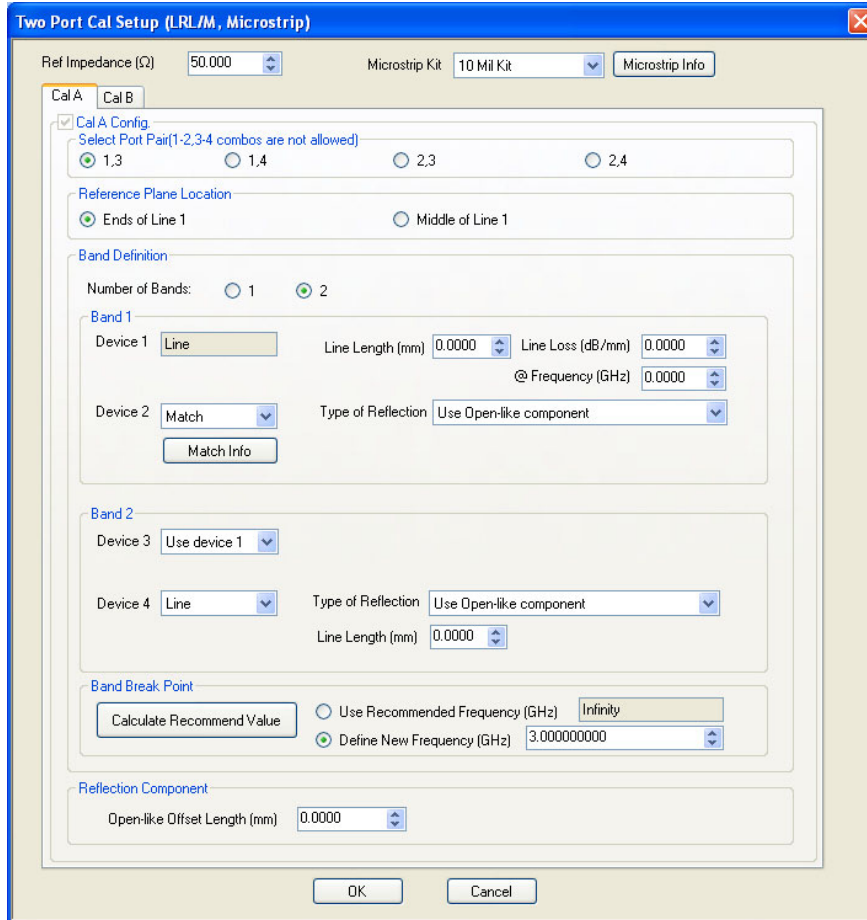 Two Port Cal Setup (LRL/M, Microstrip)
Ref Impedance (Ω) 50.000 Microstrip Kit 10 Mil Kit Microstrip Info
Cal A Cal B
Cal A Config.
Select Port Pair(1-2,3-4 combos are not allowed)
1,3 1,4 2,3 2,4
Reference Plane Location
Ends of Line 1 Middle of Line 1
Band Definition
Number of Bands: 1 2
Band 1
Device 1 Line Line Length (mm) 0.0000 Line Loss (dB/mm) 0.0000
@ Frequency (GHz) 0.0000
Device 2 Match Type of Reflection Use Open-like component
Match Info
Band 2
Device 3 Use device 1
Device 4 Line Type of Reflection Use Open-like component
Line Length (mm) 0.0000
Band Break Point
Calculate Recommend Value Use Recommended Frequency (GHz) Infinity
Define New Frequency (GHz) 3.000000000
Reflection Component
Open-like Offset Length (mm) 0.0000
OK Cancel